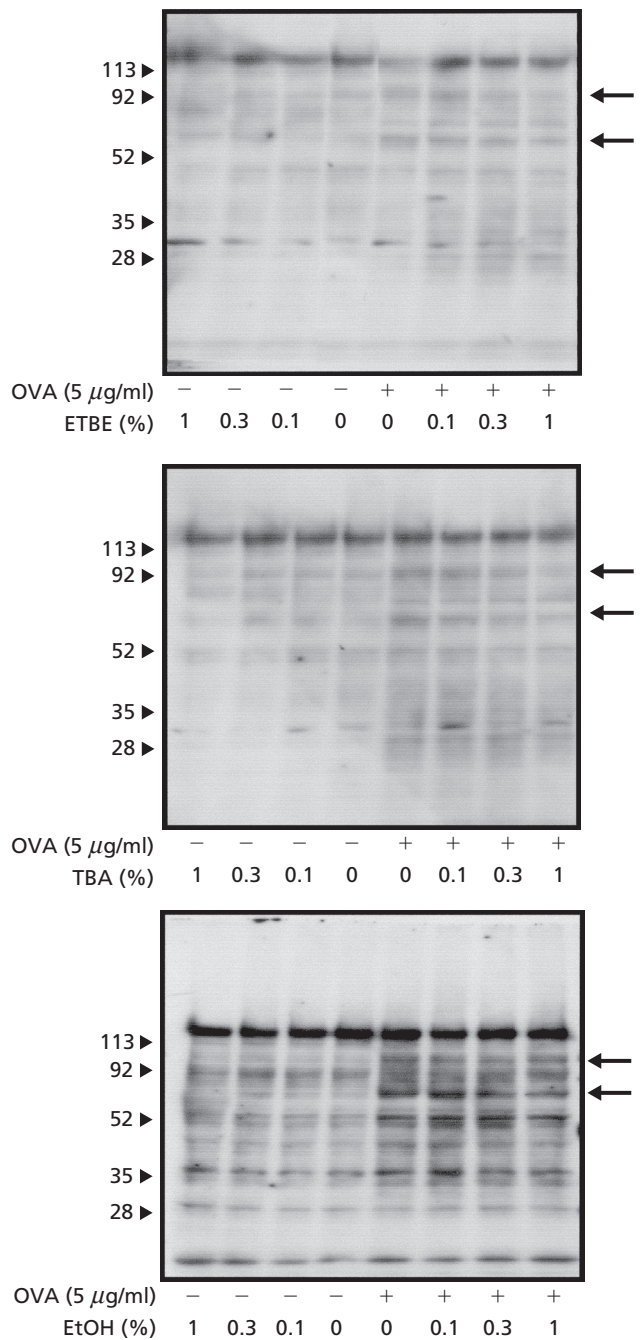 113 ▶
92 ▶
52 ▶
35 ▶
28 ▶
OVA (5 μg/ml) − − − − + + + +
ETBE (%) 1 0.3 0.1 0 0 0.1 0.3 1
113 ▶
92 ▶
52 ▶
35 ▶
28 ▶
OVA (5 μg/ml) − − − − + + + +
TBA (%) 1 0.3 0.1 0 0 0.1 0.3 1
113 ▶
92 ▶
52 ▶
35 ▶
28 ▶
OVA (5 μg/ml) − − − − + + + +
EtOH (%) 1 0.3 0.1 0 0 0.1 0.3 1